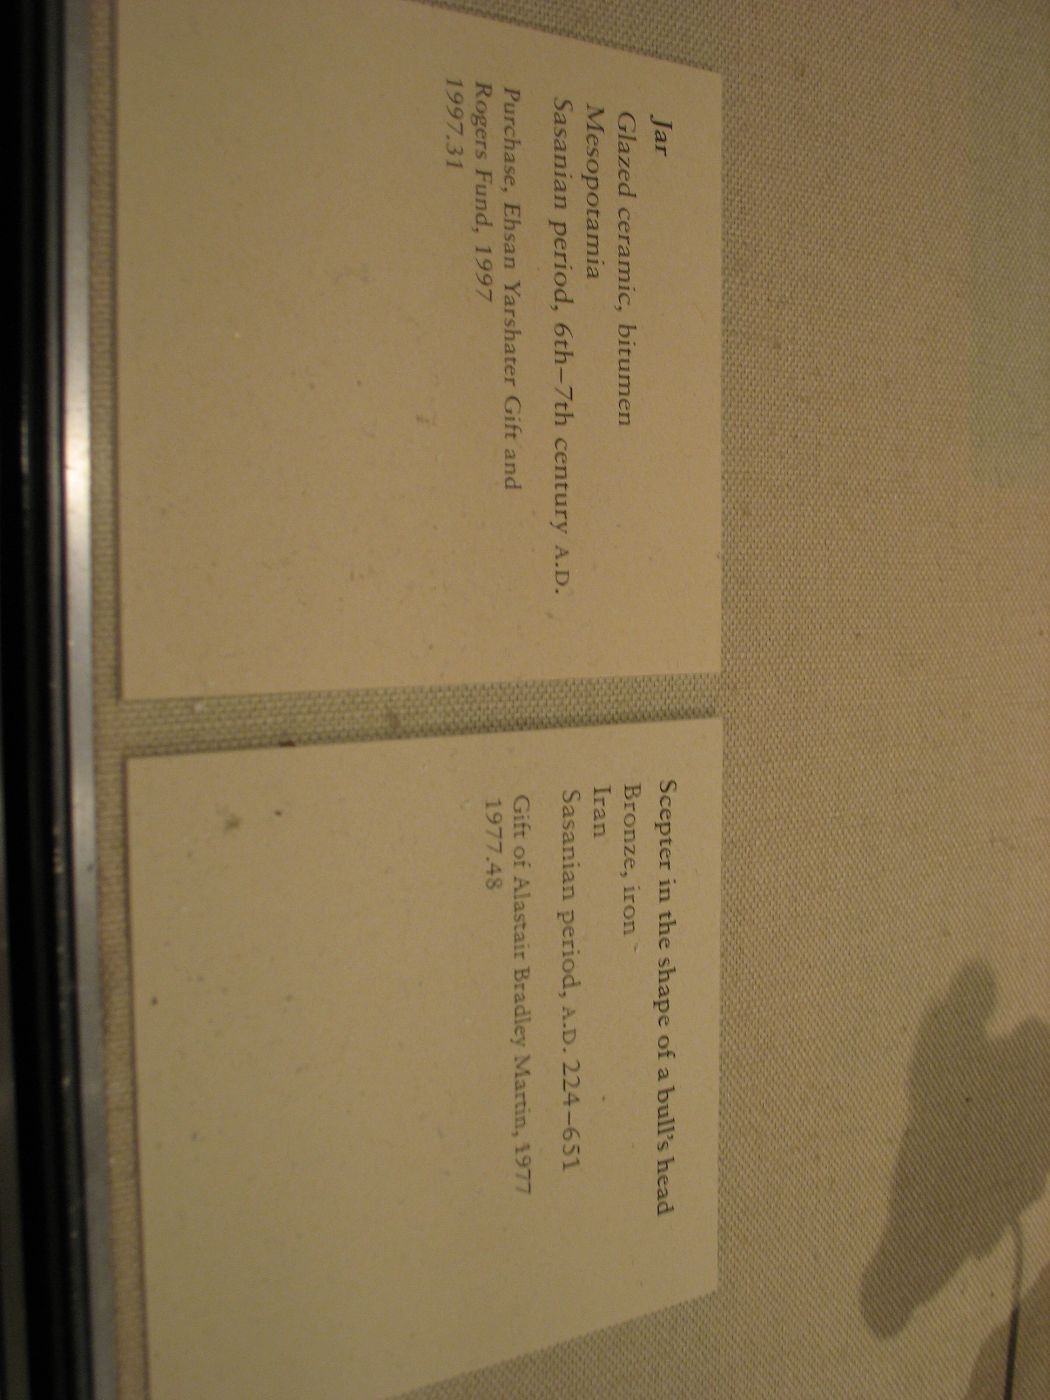 Jar
Glazed ceramic, bitumen
Mesopotamia
Sasanian period, 6th–7th century A.D.
Purchase, Ehsan Yarshater Gift and
Rogers Fund, 1997
1997.31
Scepter in the shape of a bull's head
Bronze, iron
Iran
Sasanian period, A.D. 224–651
Gift of Alastair Bradley Martin, 1977
1977.48